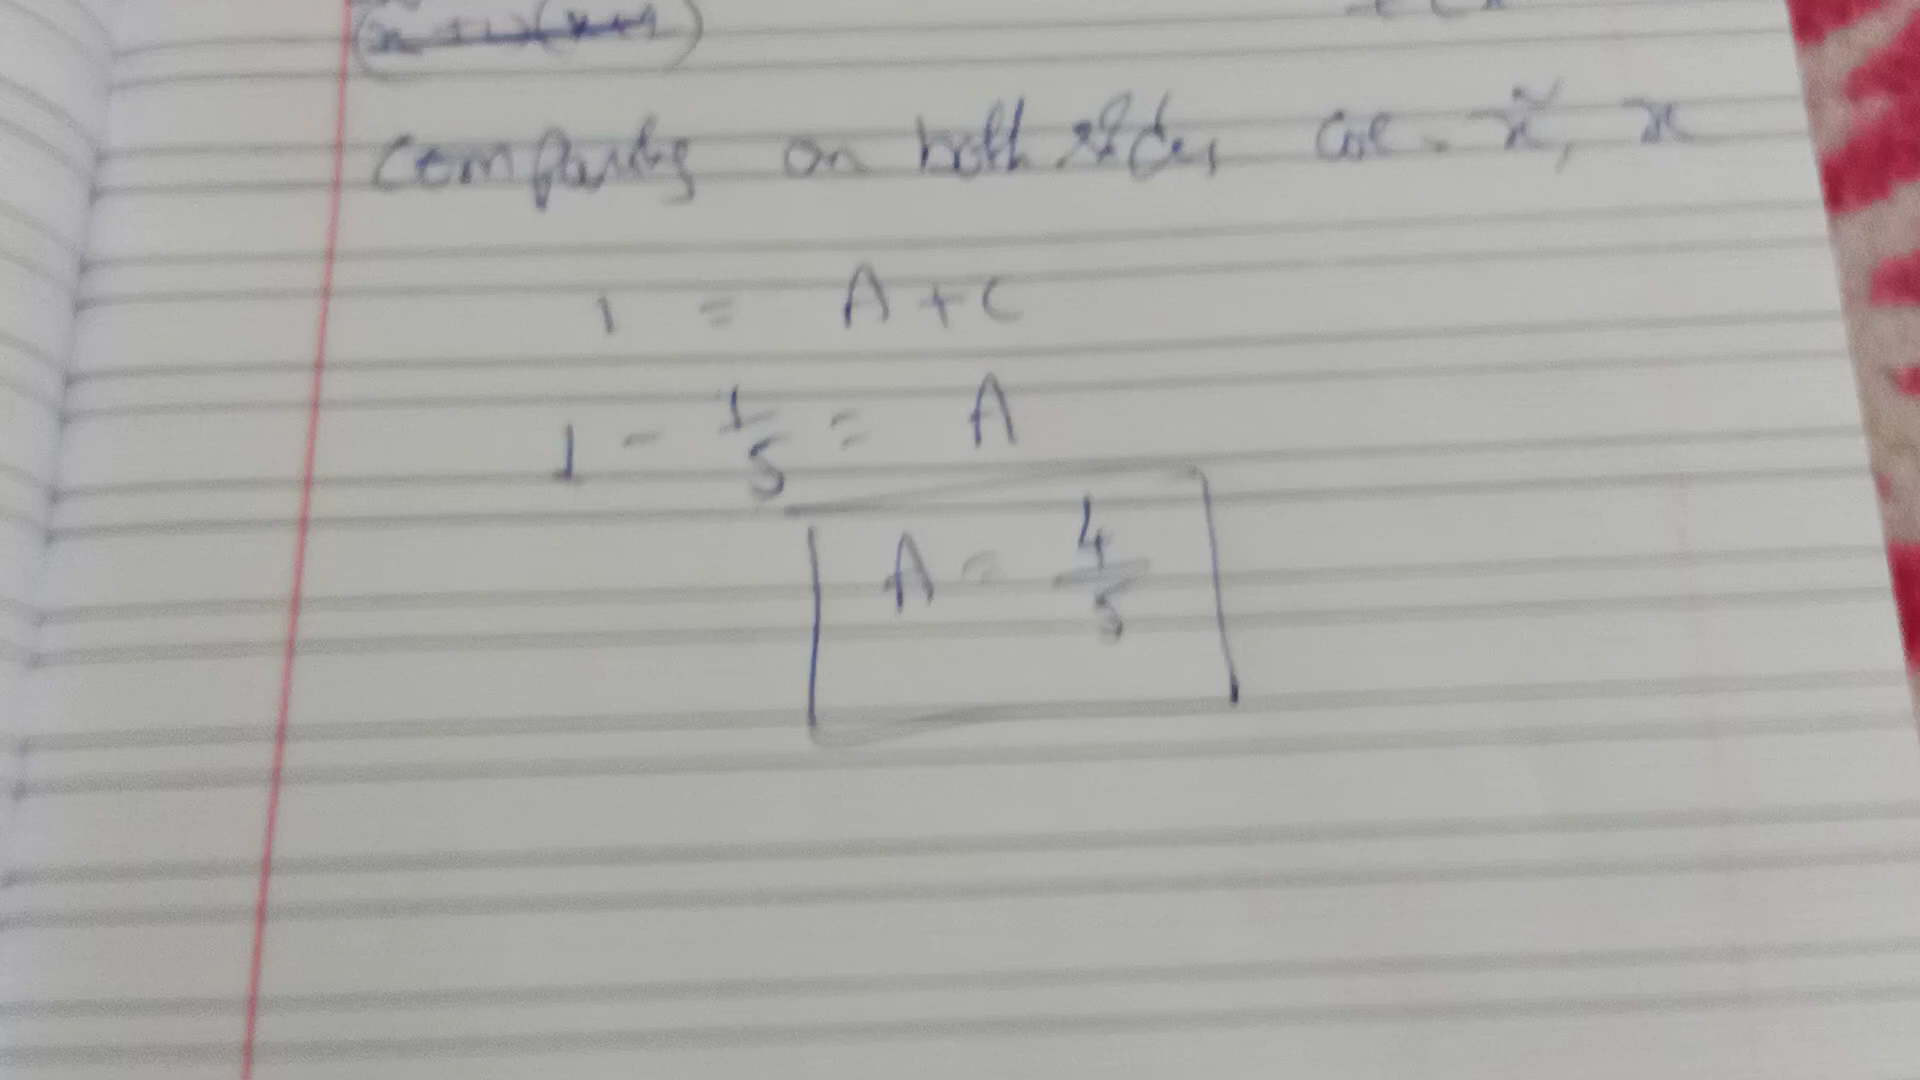 comparing on both sides coe. x², x
1 = A + C
1 - 1/5 = A
A = 4/5